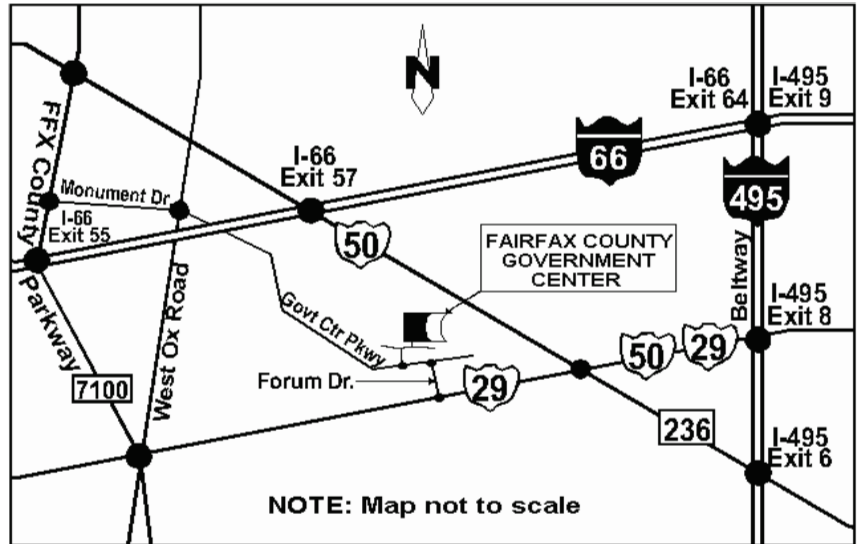 N
I-66
Exit 64
I-495
Exit 9
FFX County
I-66
Exit 57
66
Monument Dr
495
I-66
Exit 55
50
FAIRFAX COUNTY
GOVERNMENT
CENTER
Beltway
I-495
Exit 8
Parkway
West Ox Road
Govt Ctr Pkwy
50
29
7100
Forum Dr.
29
236
I-495
Exit 6
NOTE: Map not to scale